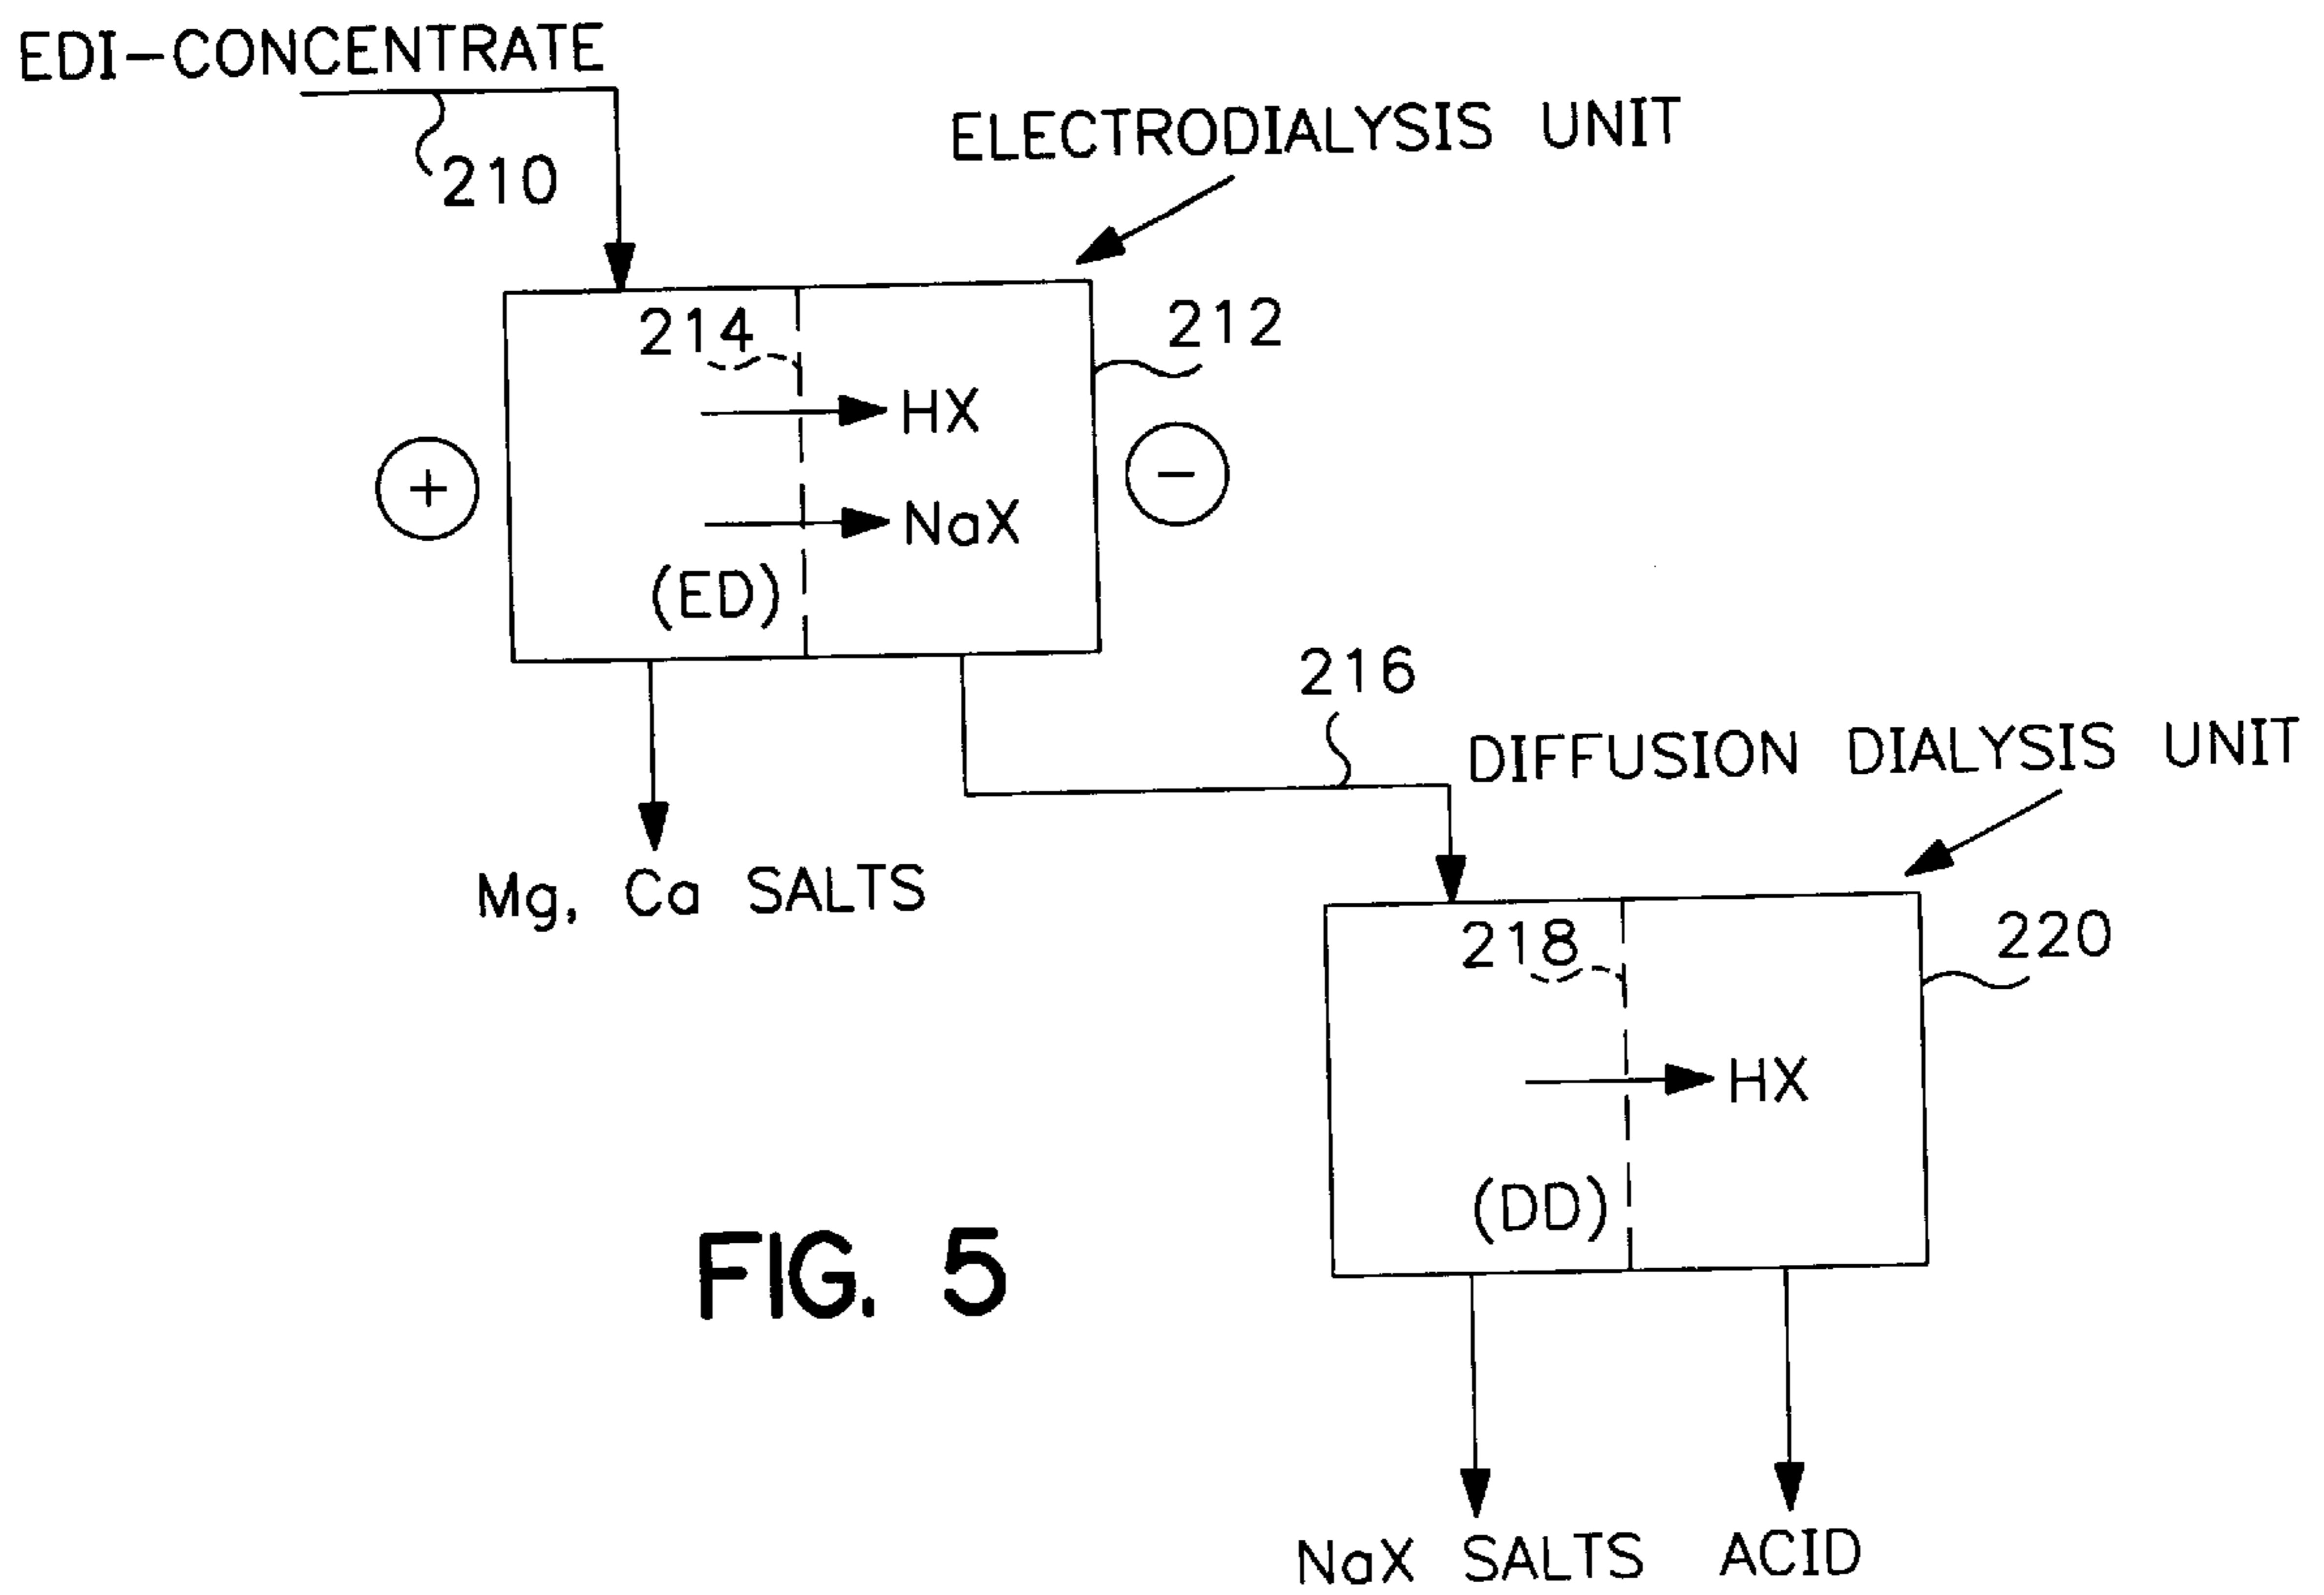 EDI-CONCENTRATE
210
ELECTRODIALYSIS UNIT
214
212
HX
+
-
NaX
(ED)
216
Mg, Ca SALTS
DIFFUSION DIALYSIS UNIT
218
220
HX
(DD)
FIG. 5
NaX SALTS
ACID